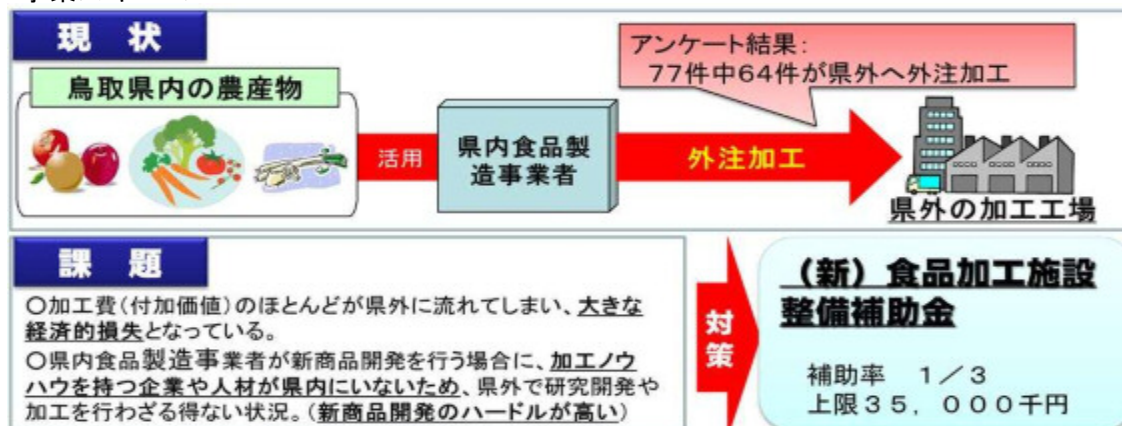 現 状
アンケート結果:
77件中64件が県外へ外注加工
鳥取県内の農産物
活用
県内食品製
造事業者
外注加工
県外の加工工場
課 題
○加工費(付加価値)のほとんどが県外に流れてしまい、大きな
経済的損失となっている。
○県内食品製造事業者が新商品開発を行う場合に、加工ノウ
ハウを持つ企業や人材が県内にいないため、県外で研究開発や
加工を行わざる得ない状況。(新商品開発のハードルが高い)
対
策
(新)食品加工施設
整備補助金
補助率 1/3
上限35,000千円